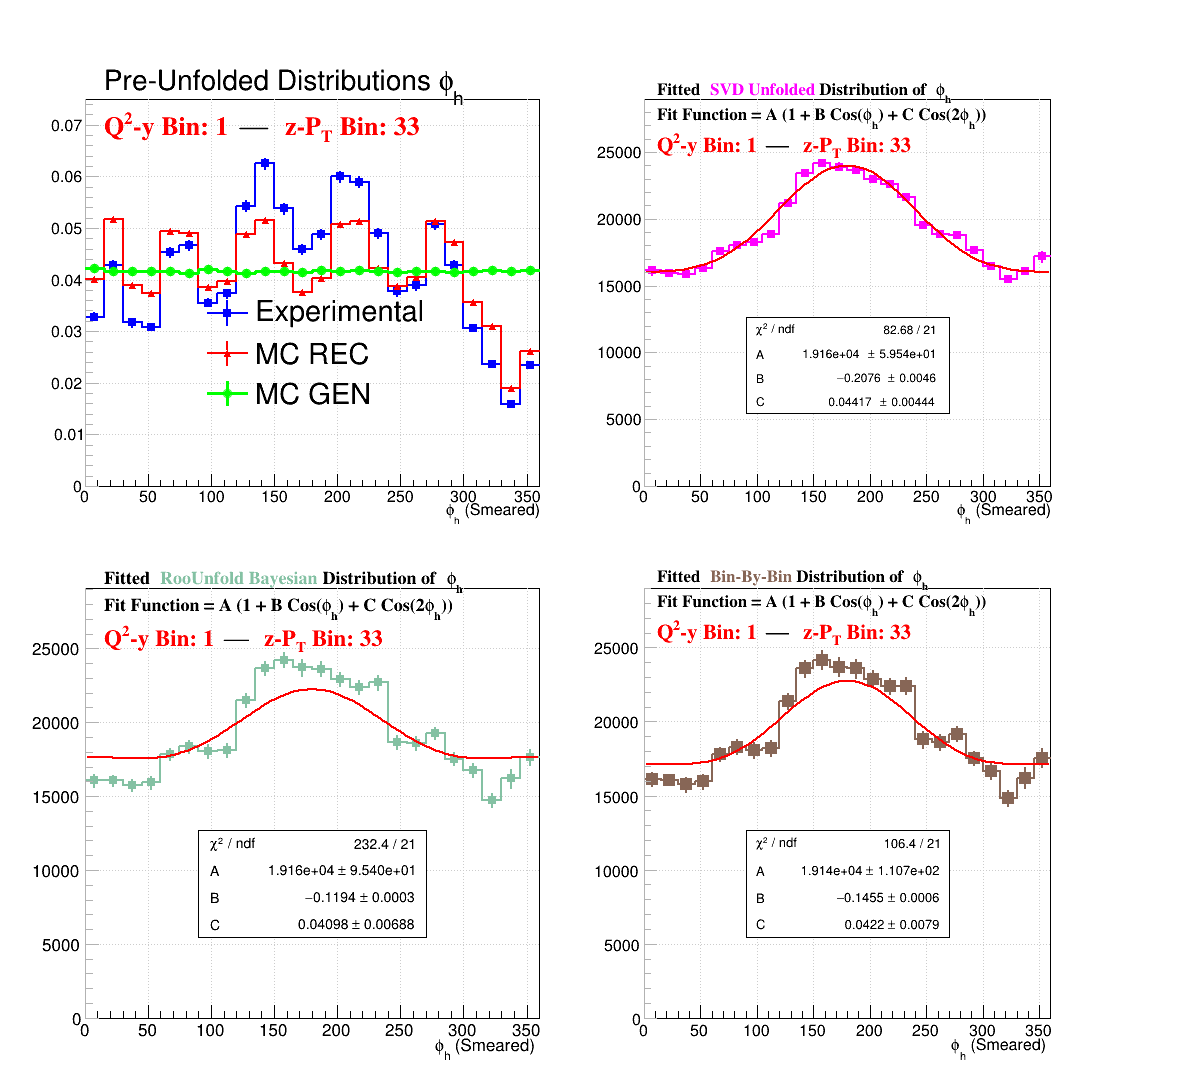 Pre-Unfolded Distributions ϕh
Q²-y Bin: 1 — z-PT Bin: 33
0.07
0.06
0.05
0.04
0.03
0.02
0.01
0
Experimental
MC REC
MC GEN
0 50 100 150 200 250 300 350
ϕh (Smeared)
Fitted SVD Unfolded Distribution of ϕh
Fit Function = A (1 + B Cos(ϕh) + C Cos(2ϕh))
Q²-y Bin: 1 — z-PT Bin: 33
25000
20000
15000
10000
5000
0
χ² / ndf 82.68 / 21
A 1.916e+04 ± 5.954e+01
B −0.2076 ± 0.0046
C 0.04417 ± 0.00444
0 50 100 150 200 250 300 350
ϕh (Smeared)
Fitted RooUnfold Bayesian Distribution of ϕh
Fit Function = A (1 + B Cos(ϕh) + C Cos(2ϕh))
Q²-y Bin: 1 — z-PT Bin: 33
25000
20000
15000
10000
5000
0
χ² / ndf 232.4 / 21
A 1.916e+04 ± 9.540e+01
B −0.1194 ± 0.0003
C 0.04098 ± 0.00688
0 50 100 150 200 250 300 350
ϕh (Smeared)
Fitted Bin-By-Bin Distribution of ϕh
Fit Function = A (1 + B Cos(ϕh) + C Cos(2ϕh))
Q²-y Bin: 1 — z-PT Bin: 33
25000
20000
15000
10000
5000
0
χ² / ndf 106.4 / 21
A 1.914e+04 ± 1.107e+02
B −0.1455 ± 0.0006
C 0.0422 ± 0.0079
0 50 100 150 200 250 300 350
ϕh (Smeared)